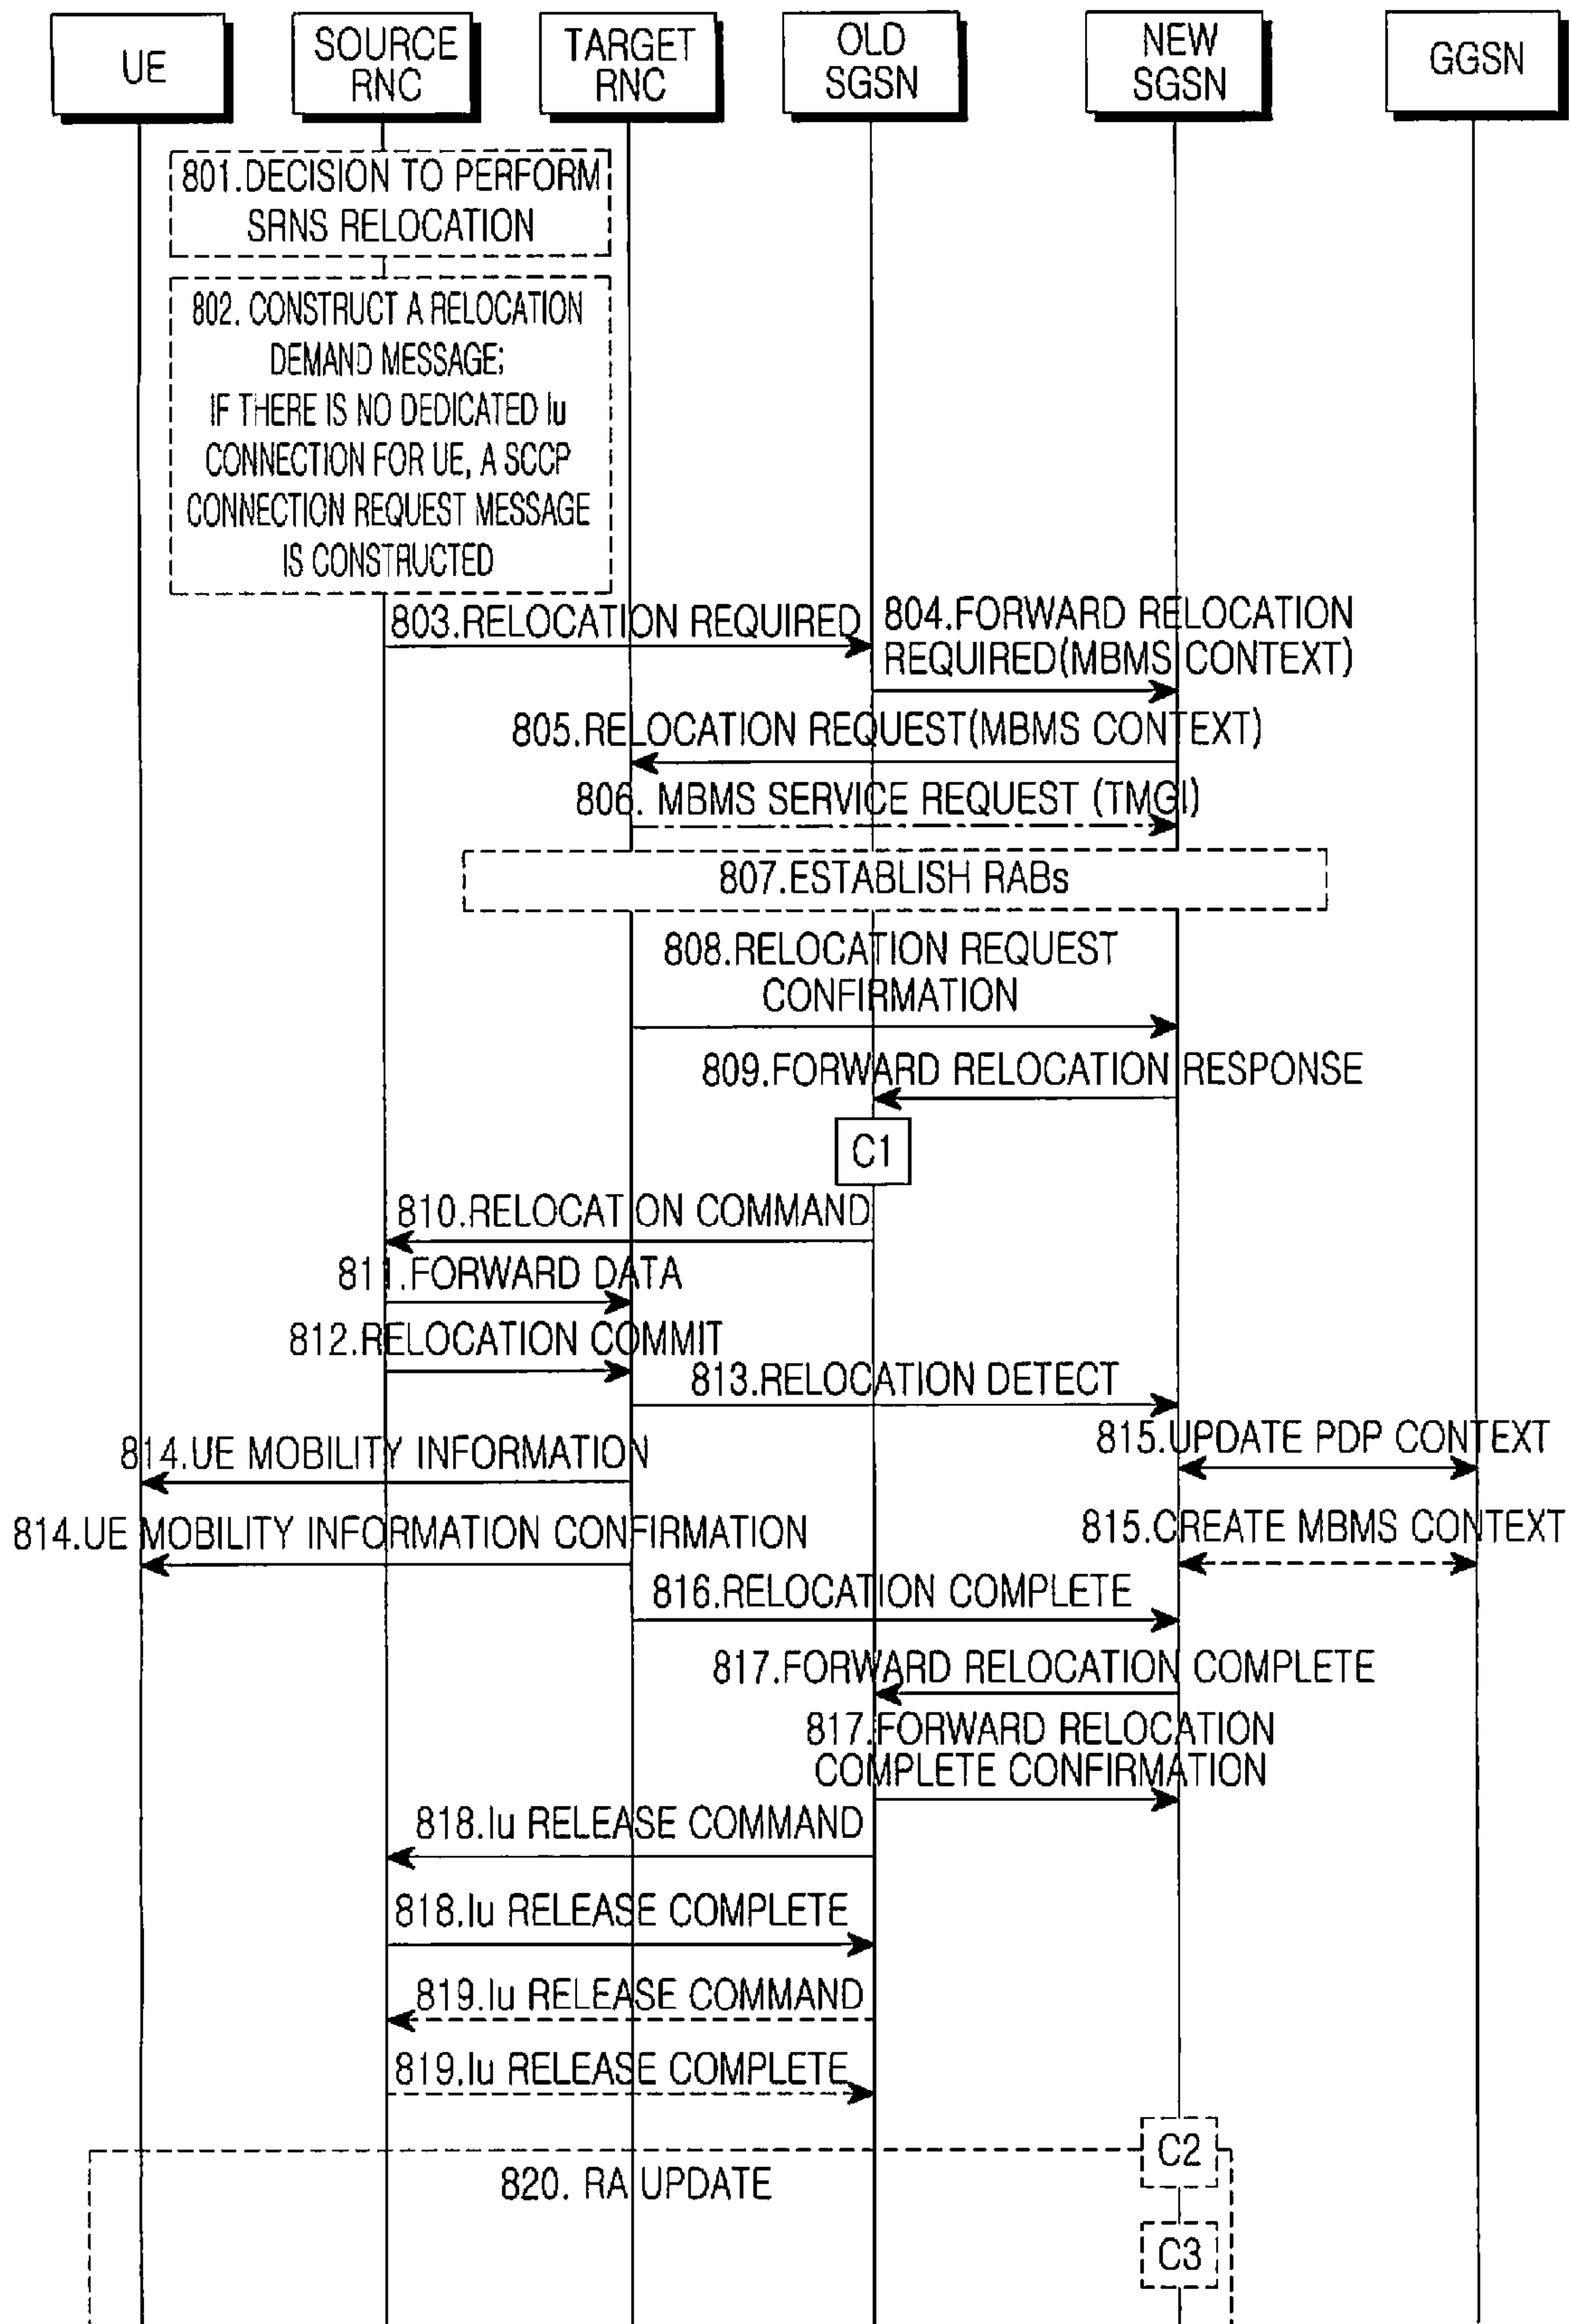 UE
SOURCE
RNC
TARGET
RNC
OLD
SGSN
NEW
SGSN
GGSN
801.DECISION TO PERFORM
SRNS RELOCATION
802. CONSTRUCT A RELOCATION
DEMAND MESSAGE;
IF THERE IS NO DEDICATED Iu
CONNECTION FOR UE, A SCCP
CONNECTION REQUEST MESSAGE
IS CONSTRUCTED
803.RELOCATION REQUIRED
804.FORWARD RELOCATION
REQUIRED(MBMS CONTEXT)
805.RELOCATION REQUEST(MBMS CONTEXT)
806. MBMS SERVICE REQUEST (TMGI)
807.ESTABLISH RABs
808.RELOCATION REQUEST
CONFIRMATION
809.FORWARD RELOCATION RESPONSE
C1
810.RELOCATION COMMAND
811.FORWARD DATA
812.RELOCATION COMMIT
813.RELOCATION DETECT
814.UE MOBILITY INFORMATION
815.UPDATE PDP CONTEXT
814.UE MOBILITY INFORMATION CONFIRMATION
815.CREATE MBMS CONTEXT
816.RELOCATION COMPLETE
817.FORWARD RELOCATION COMPLETE
817.FORWARD RELOCATION
COMPLETE CONFIRMATION
818.Iu RELEASE COMMAND
818.Iu RELEASE COMPLETE
819.Iu RELEASE COMMAND
819.Iu RELEASE COMPLETE
C2
820. RA UPDATE
C3